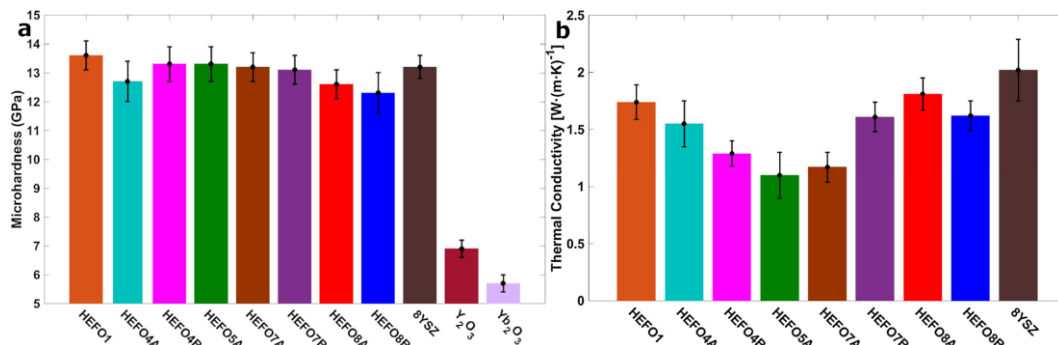 a
15
14
13
12
11
10
9
8
7
6
5
Microhardness (GPa)
HEFO1
HEFO4A
HEFO4B
HEFO5A
HEFO7A
HEFO7B
HEFO8A
HEFO8B
8YSZ
Y2O3
Yb2O3
b
2.5
2
1.5
1
0.5
0
Thermal Conductivity [W·(m·K)-1]
HEFO1
HEFO4A
HEFO4B
HEFO5A
HEFO7A
HEFO7B
HEFO8A
HEFO8B
8YSZ